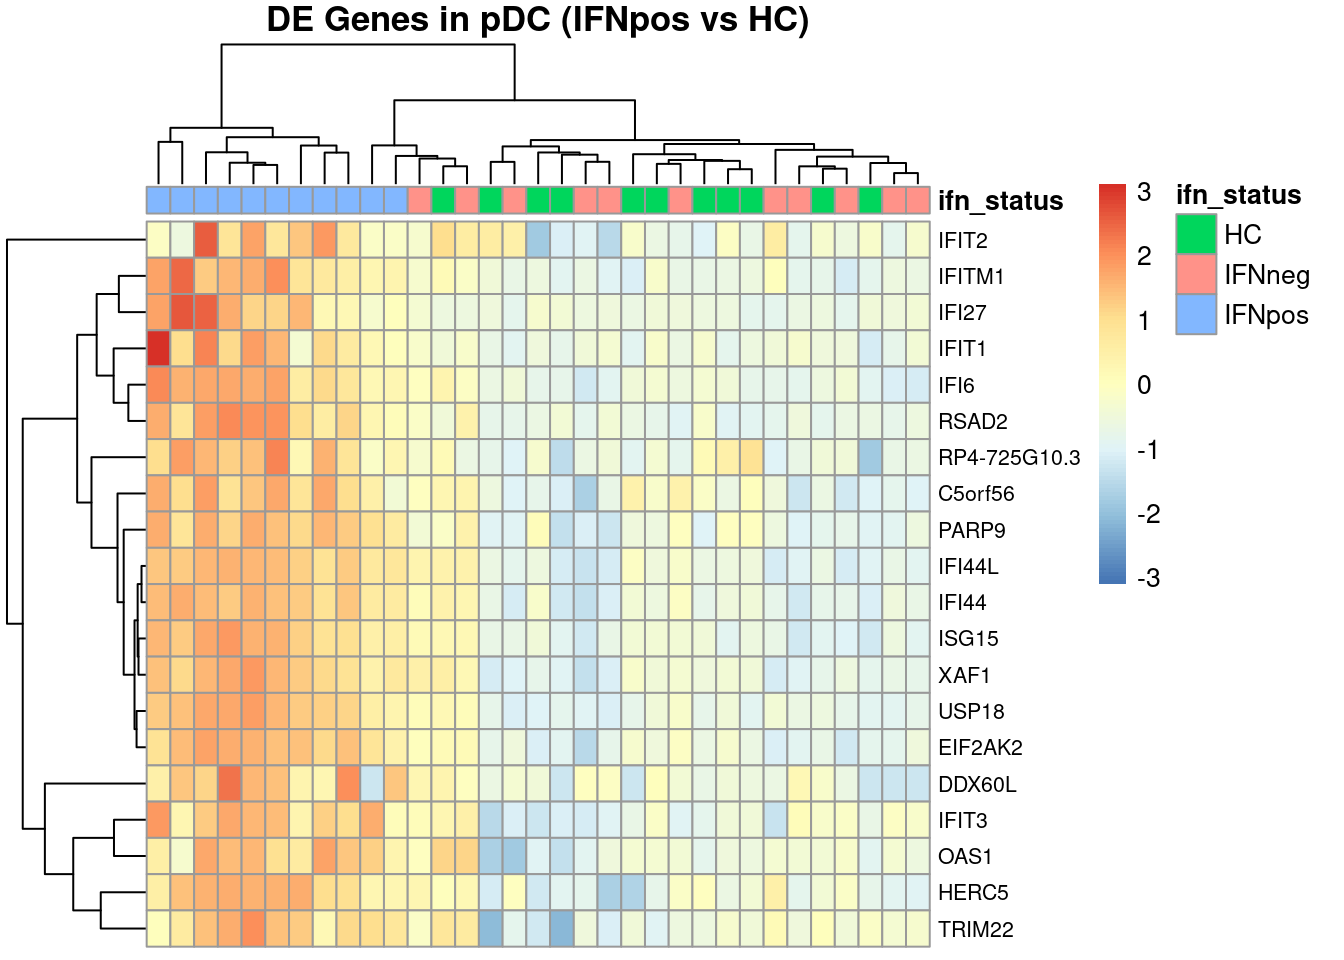 DE Genes in pDC (IFNpos vs HC)
ifn_status
IFIT2
IFITM1
IFI27
IFIT1
IFI6
RSAD2
RP4-725G10.3
C5orf56
PARP9
IFI44L
IFI44
ISG15
XAF1
USP18
EIF2AK2
DDX60L
IFIT3
OAS1
HERC5
TRIM22
3
2
1
0
-1
-2
-3
ifn_status
HC
IFNneg
IFNpos